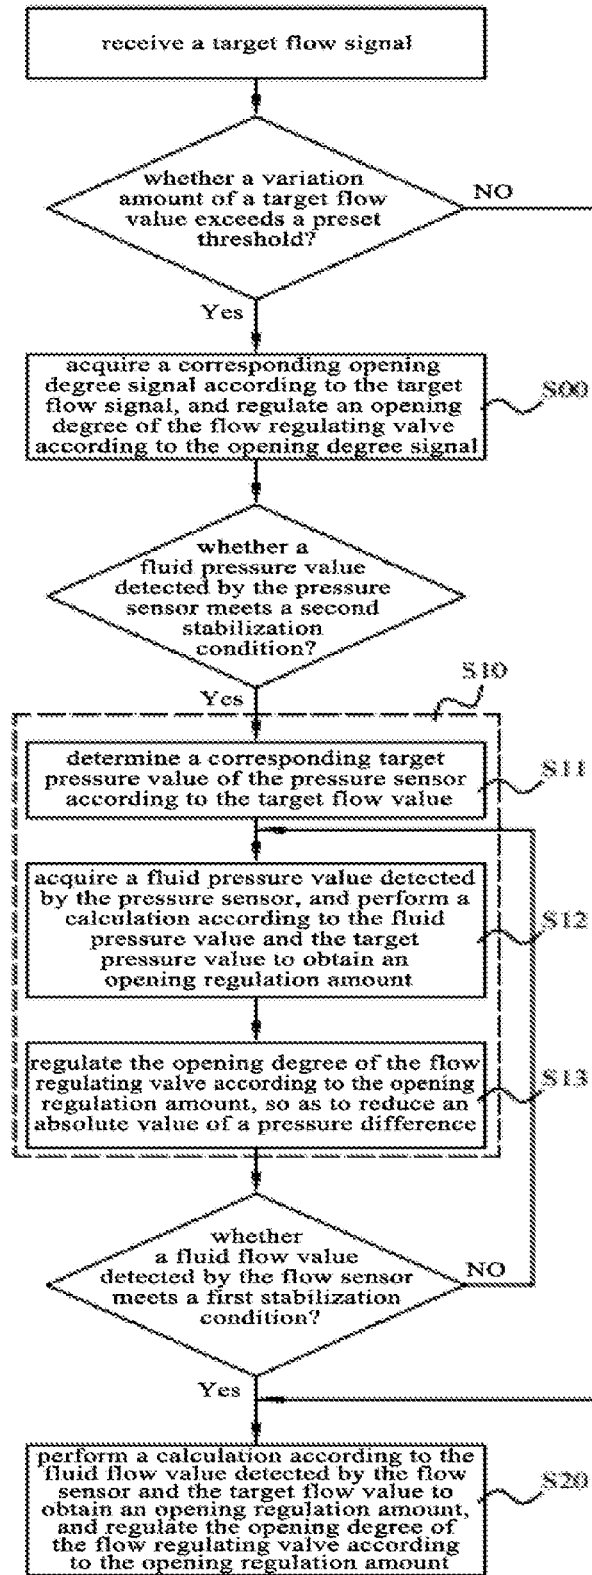 receive a target flow signal
whether a variation
amount of a target flow
value exceeds a preset
threshold?
NO
Yes
acquire a corresponding opening
degree signal according to the target
flow signal, and regulate an opening
degree of the flow regulating valve
according to the opening degree signal
S00
whether a
fluid pressure value
detected by the pressure
sensor meets a second
stabilization
condition?
Yes
S10
determine a corresponding target
pressure value of the pressure sensor
according to the target flow value
S11
acquire a fluid pressure value detected
by the pressure sensor, and perform a
calculation according to the fluid
pressure value and the target
pressure value to obtain an
opening regulation amount
S12
regulate the opening degree of the flow
regulating valve according to the opening
regulation amount, so as to reduce an
absolute value of a pressure difference
S13
whether
a fluid flow value
detected by the flow sensor
meets a first stabilization
condition?
NO
Yes
perform a calculation according to the
fluid flow value detected by the flow
sensor and the target flow value to
obtain an opening regulation amount,
and regulate the opening degree of
the flow regulating valve according
to the opening regulation amount
S20